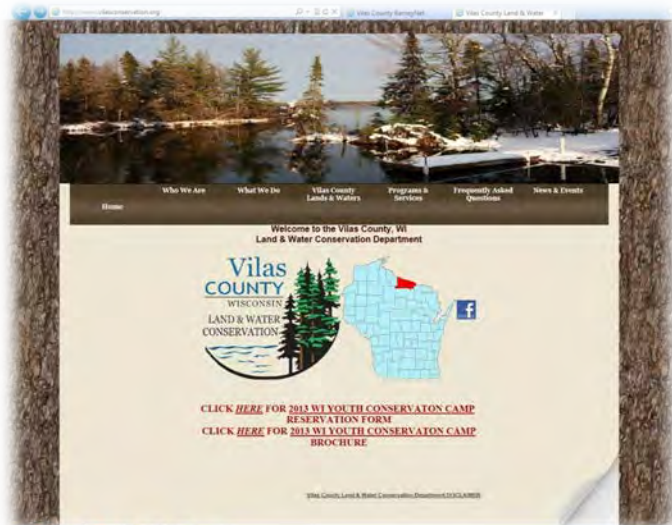 Vilas County Land & Water
Home
Who We Are
What We Do
Vilas County
Lands & Waters
Programs &
Services
Frequently Asked
Questions
News & Events
Welcome to the Vilas County, WI
Land & Water Conservation Department
Vilas
COUNTY
WISCONSIN
LAND & WATER
CONSERVATION
f
CLICK HERE FOR 2013 WI YOUTH CONSERVATON CAMP
RESERVATION FORM
CLICK HERE FOR 2013 WI YOUTH CONSERVATON CAMP
BROCHURE
Vilas County Land & Water Conservation Department DISCLAIMER